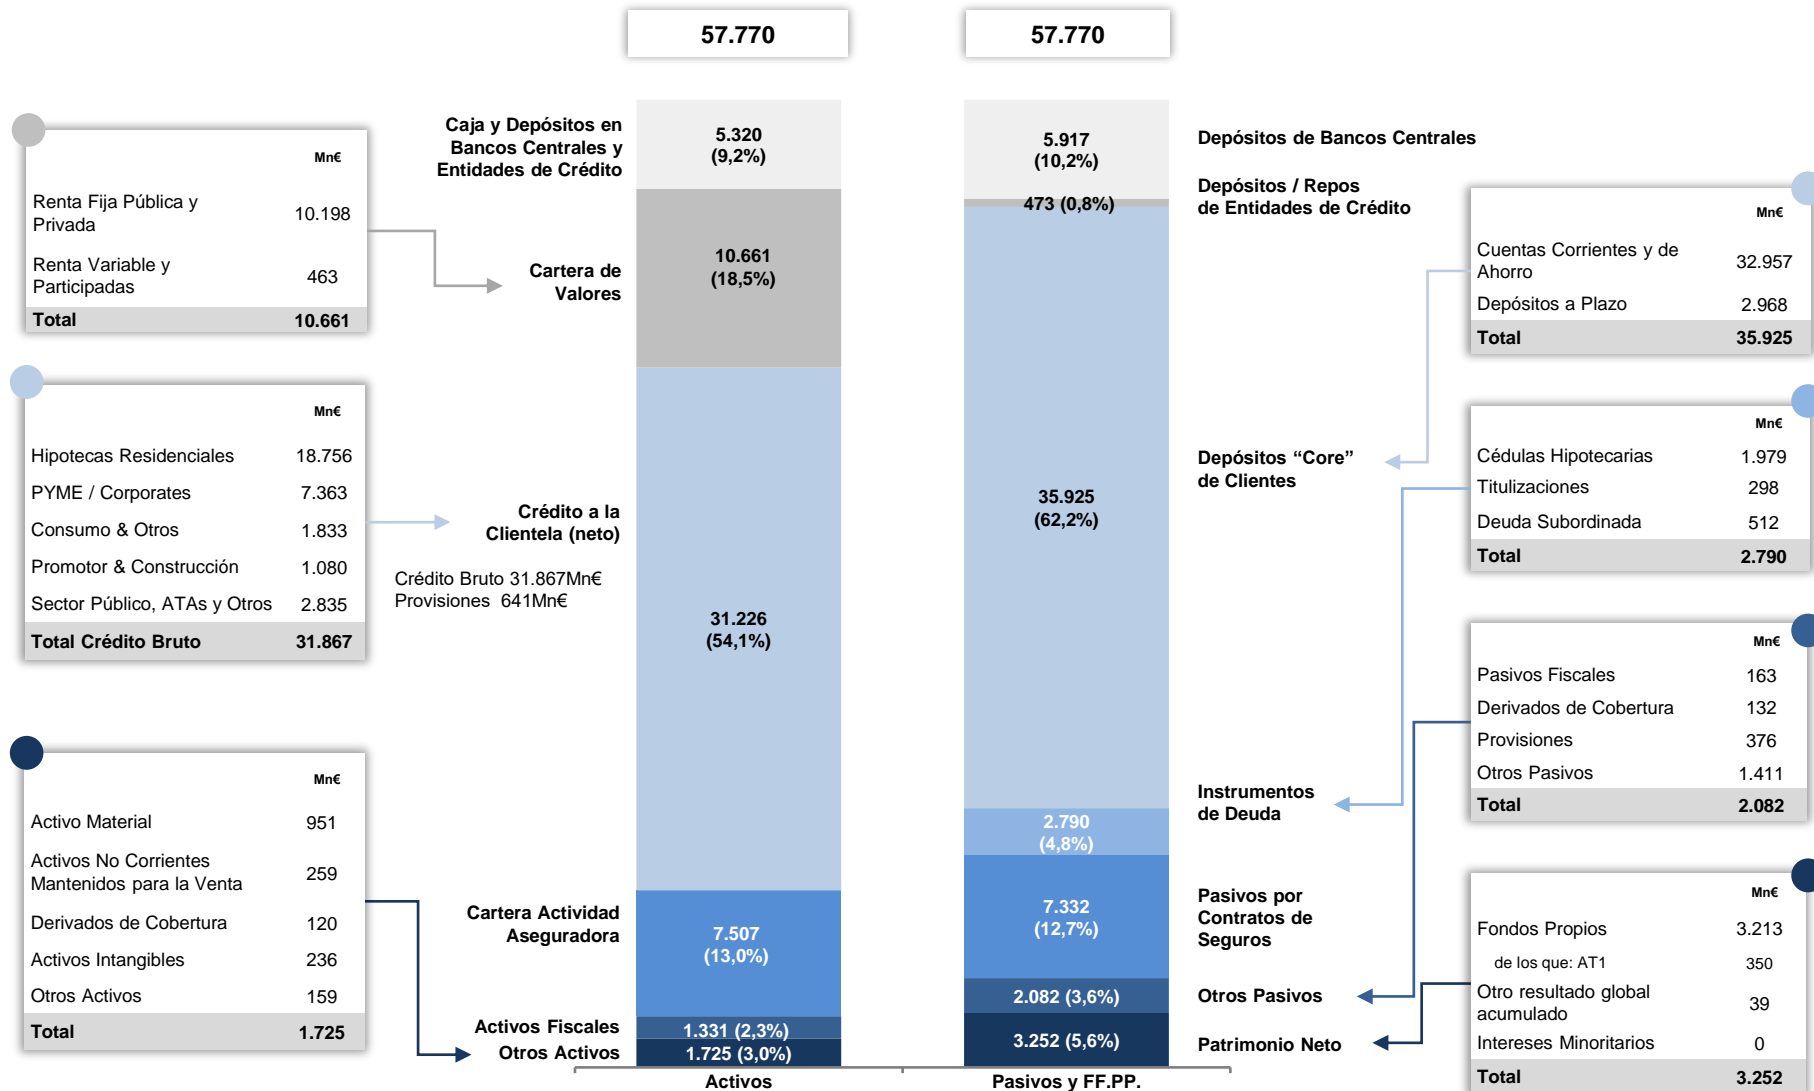 57.770
57.770
Mn€
Renta Fija Pública y
Privada
10.198
Renta Variable y
Participadas
463
Total 10.661
Mn€
Hipotecas Residenciales 18.756
PYME / Corporates 7.363
Consumo & Otros 1.833
Promotor & Construcción 1.080
Sector Público, ATAs y Otros 2.835
Total Crédito Bruto 31.867
Mn€
Activo Material 951
Activos No Corrientes
Mantenidos para la Venta
259
Derivados de Cobertura 120
Activos Intangibles 236
Otros Activos 159
Total 1.725
Caja y Depósitos en
Bancos Centrales y
Entidades de Crédito
Cartera de
Valores
Crédito a la
Clientela (neto)
Crédito Bruto 31.867Mn€
Provisiones 641Mn€
Cartera Actividad
Aseguradora
Activos Fiscales
Otros Activos
5.320
(9,2%)
10.661
(18,5%)
31.226
(54,1%)
7.507
(13,0%)
1.331 (2,3%)
1.725 (3,0%)
Activos
5.917
(10,2%)
473 (0,8%)
35.925
(62,2%)
2.790
(4,8%)
7.332
(12,7%)
2.082 (3,6%)
3.252 (5,6%)
Pasivos y FF.PP.
Depósitos de Bancos Centrales
Depósitos / Repos
de Entidades de Crédito
Depósitos “Core”
de Clientes
Instrumentos
de Deuda
Pasivos por
Contratos de
Seguros
Otros Pasivos
Patrimonio Neto
Mn€
Cuentas Corrientes y de
Ahorro
32.957
Depósitos a Plazo 2.968
Total 35.925
Mn€
Cédulas Hipotecarias 1.979
Titulizaciones 298
Deuda Subordinada 512
Total 2.790
Mn€
Pasivos Fiscales 163
Derivados de Cobertura 132
Provisiones 376
Otros Pasivos 1.411
Total 2.082
Mn€
Fondos Propios 3.213
de los que: AT1 350
Otro resultado global
acumulado
39
Intereses Minoritarios 0
Total 3.252